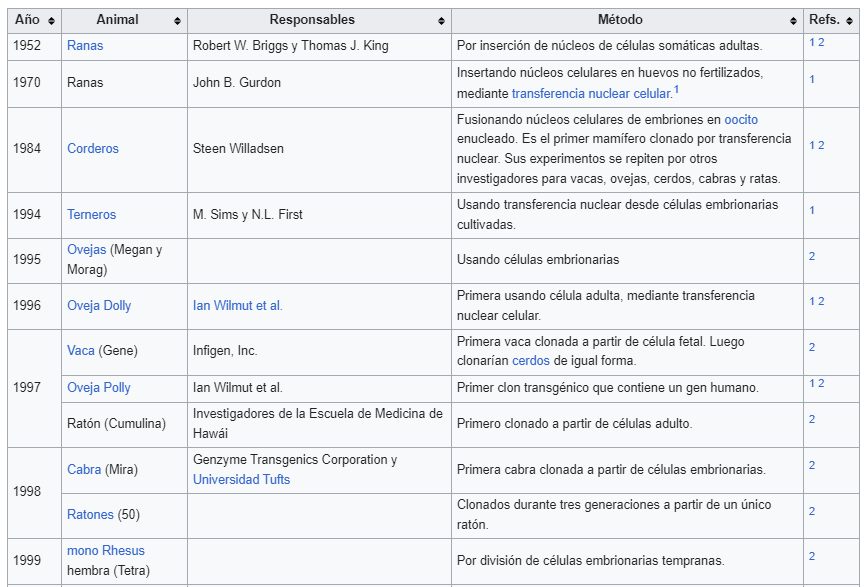 Año Animal Responsables Método Refs.
1952 Ranas Robert W. Briggs y Thomas J. King Por inserción de núcleos de células somáticas adultas. 1 2
1970 Ranas John B. Gurdon Insertando núcleos celulares en huevos no fertilizados,
mediante transferencia nuclear celular.1 1
1984 Corderos Steen Willadsen Fusionando núcleos celulares de embriones en oocito
enucleado. Es el primer mamífero clonado por transferencia
nuclear. Sus experimentos se repiten por otros
investigadores para vacas, ovejas, cerdos, cabras y ratas. 1 2
1994 Terneros M. Sims y N.L. First Usando transferencia nuclear desde células embrionarias
cultivadas. 1
1995 Ovejas (Megan y
Morag) Usando células embrionarias 2
1996 Oveja Dolly Ian Wilmut et al. Primera usando célula adulta, mediante transferencia
nuclear celular. 1 2
1997 Vaca (Gene) Infigen, Inc. Primera vaca clonada a partir de célula fetal. Luego
clonarían cerdos de igual forma. 2
Oveja Polly Ian Wilmut et al. Primer clon transgénico que contiene un gen humano. 1 2
Ratón (Cumulina) Investigadores de la Escuela de Medicina de
Hawái Primero clonado a partir de células adulto. 2
1998 Cabra (Mira) Genzyme Transgenics Corporation y
Universidad Tufts Primera cabra clonada a partir de células embrionarias. 2
Ratones (50) Clonados durante tres generaciones a partir de un único
ratón. 2
1999 mono Rhesus
hembra (Tetra) Por división de células embrionarias tempranas. 2